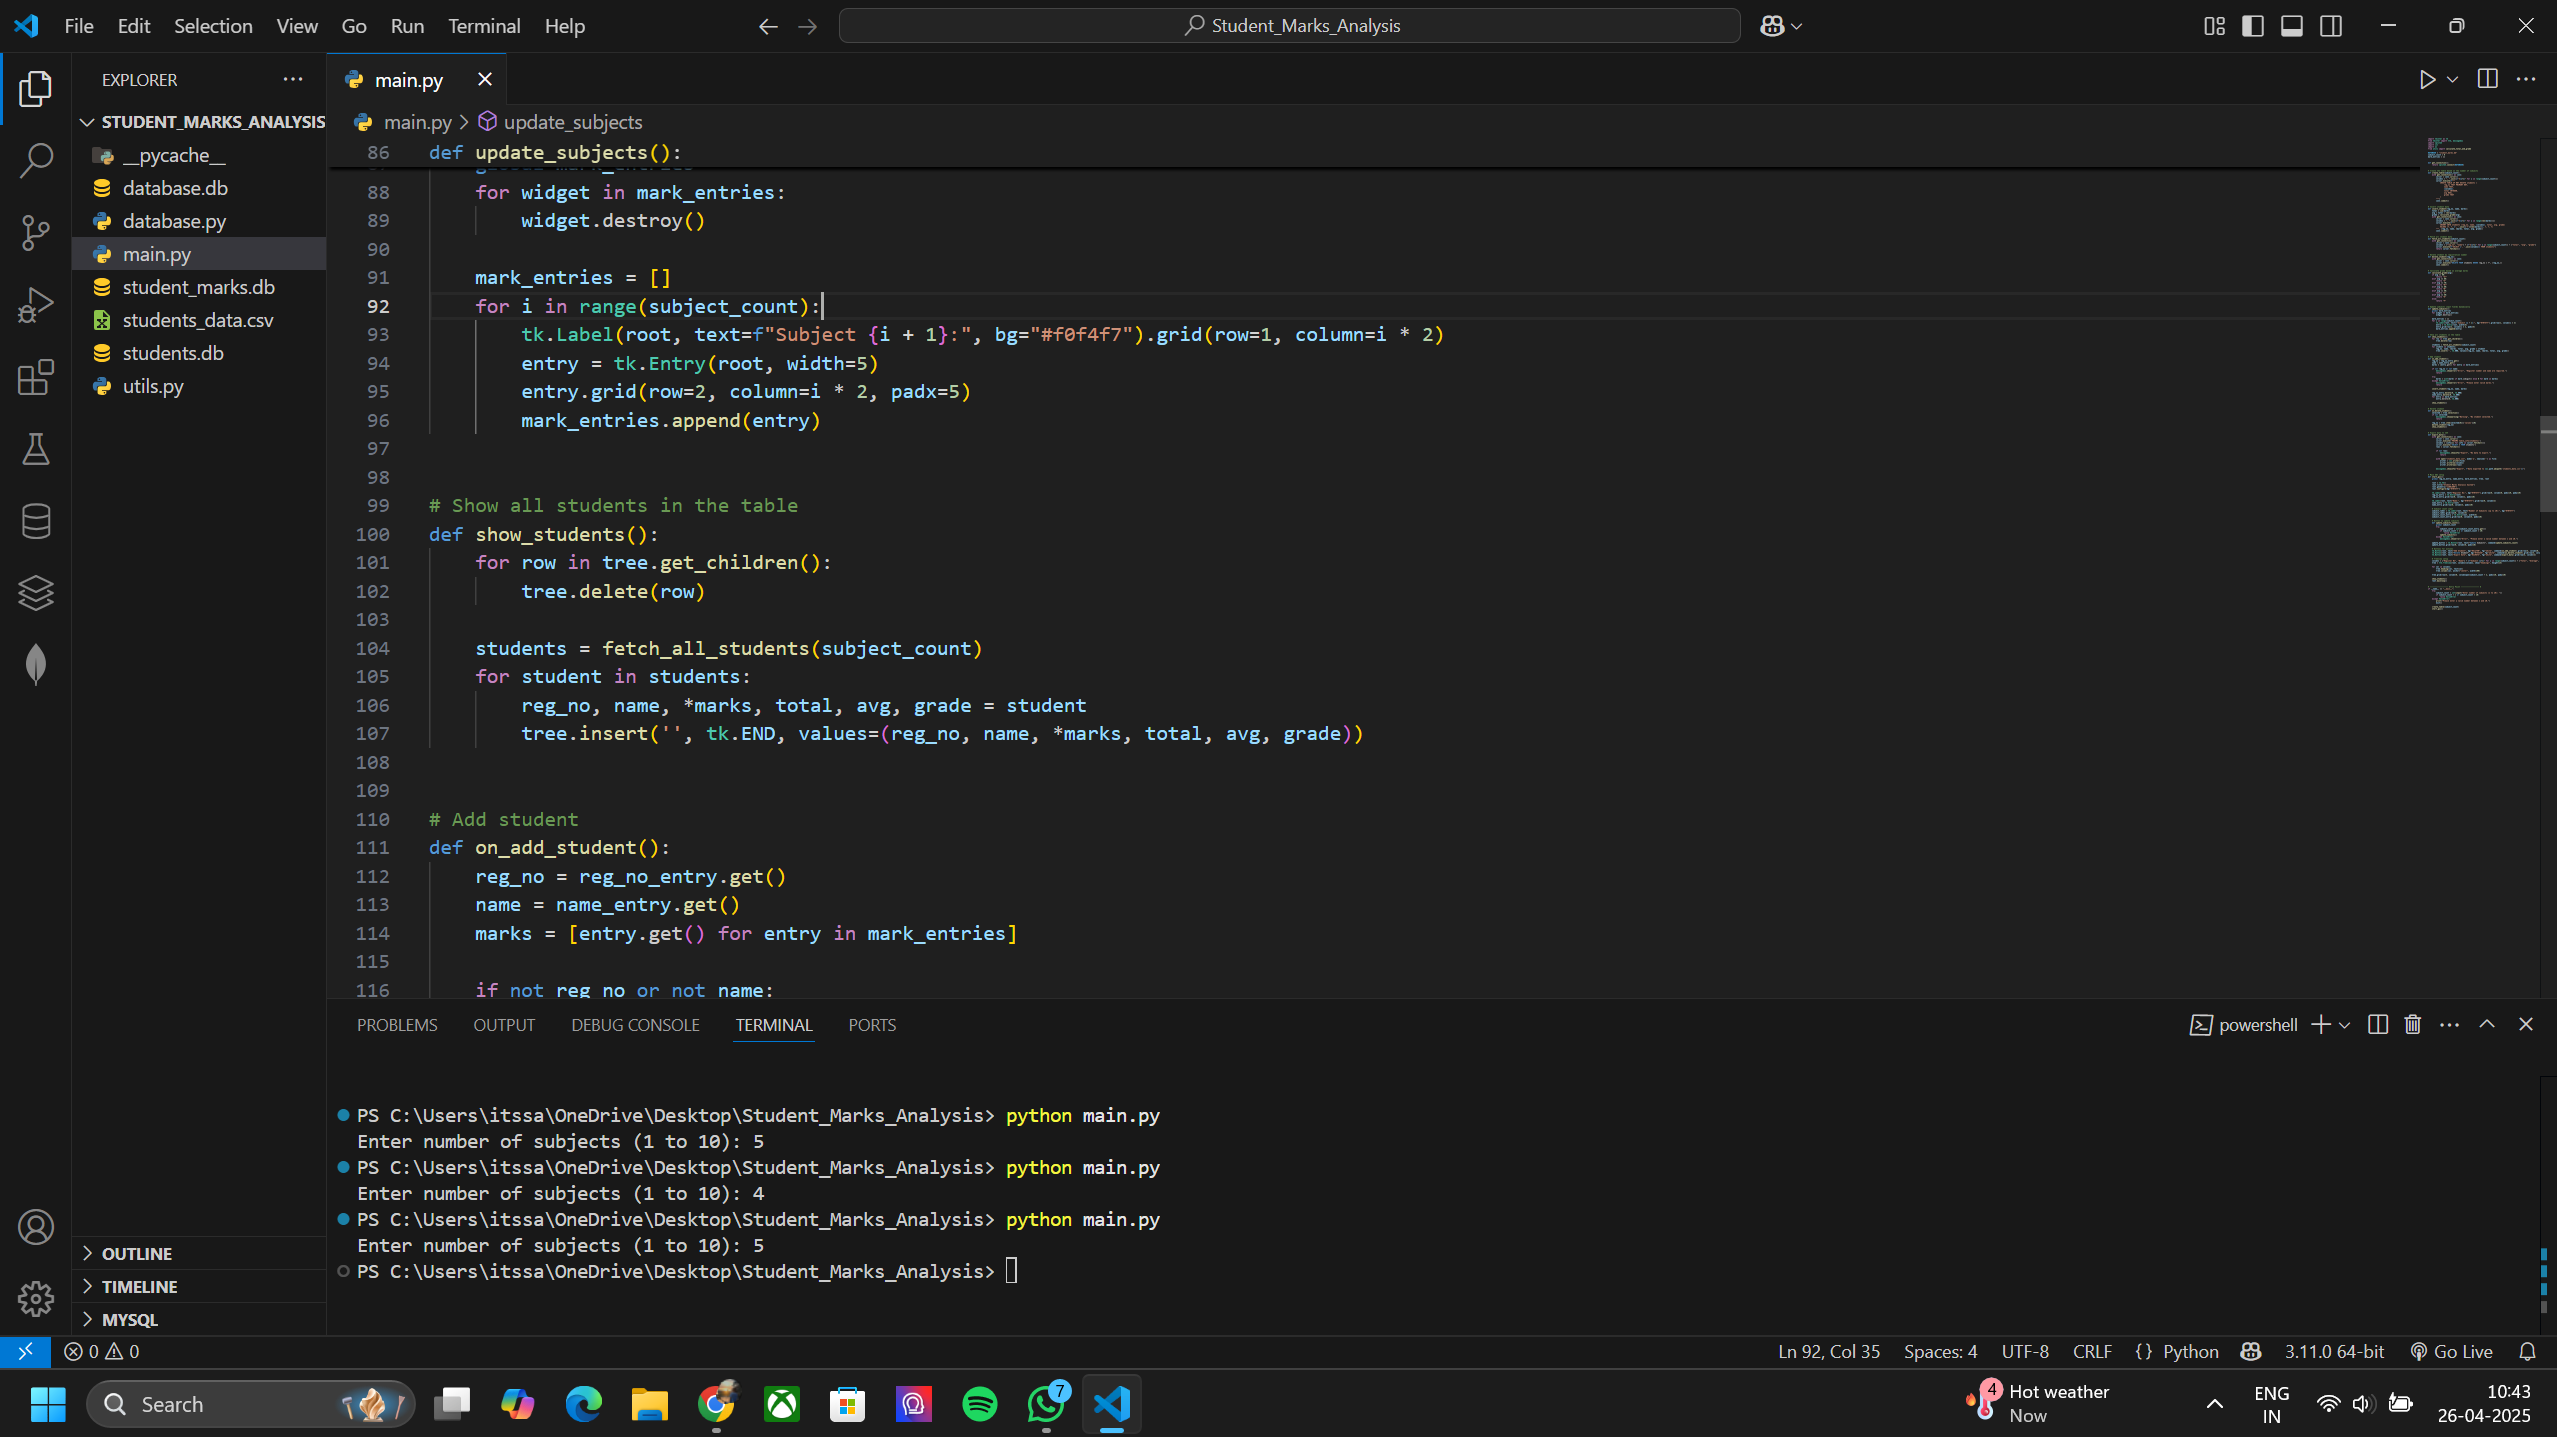 File Edit Selection View Go Run Terminal Help
Student_Marks_Analysis
EXPLORER
STUDENT_MARKS_ANALYSIS
__pycache__
database.db
database.py
main.py
student_marks.db
students_data.csv
students.db
utils.py
OUTLINE
TIMELINE
MYSQL
main.py
main.py > update_subjects
86 def update_subjects():
88 for widget in mark_entries:
89 widget.destroy()
90
91 mark_entries = []
92 for i in range(subject_count):
93 tk.Label(root, text=f"Subject {i + 1}:", bg="#f0f4f7").grid(row=1, column=i * 2)
94 entry = tk.Entry(root, width=5)
95 entry.grid(row=2, column=i * 2, padx=5)
96 mark_entries.append(entry)
97
98
99 # Show all students in the table
100 def show_students():
101 for row in tree.get_children():
102 tree.delete(row)
103
104 students = fetch_all_students(subject_count)
105 for student in students:
106 reg_no, name, *marks, total, avg, grade = student
107 tree.insert('', tk.END, values=(reg_no, name, *marks, total, avg, grade))
108
109
110 # Add student
111 def on_add_student():
112 reg_no = reg_no_entry.get()
113 name = name_entry.get()
114 marks = [entry.get() for entry in mark_entries]
115
116 if not reg_no or not name:
PROBLEMS OUTPUT DEBUG CONSOLE TERMINAL PORTS
powershell
PS C:\Users\itssa\OneDrive\Desktop\Student_Marks_Analysis> python main.py
Enter number of subjects (1 to 10): 5
PS C:\Users\itssa\OneDrive\Desktop\Student_Marks_Analysis> python main.py
Enter number of subjects (1 to 10): 4
PS C:\Users\itssa\OneDrive\Desktop\Student_Marks_Analysis> python main.py
Enter number of subjects (1 to 10): 5
PS C:\Users\itssa\OneDrive\Desktop\Student_Marks_Analysis>
0 0
Ln 92, Col 35 Spaces: 4 UTF-8 CRLF {} Python 3.11.0 64-bit Go Live
Search
7
4
Hot weather
Now
ENG
IN
10:43
26-04-2025